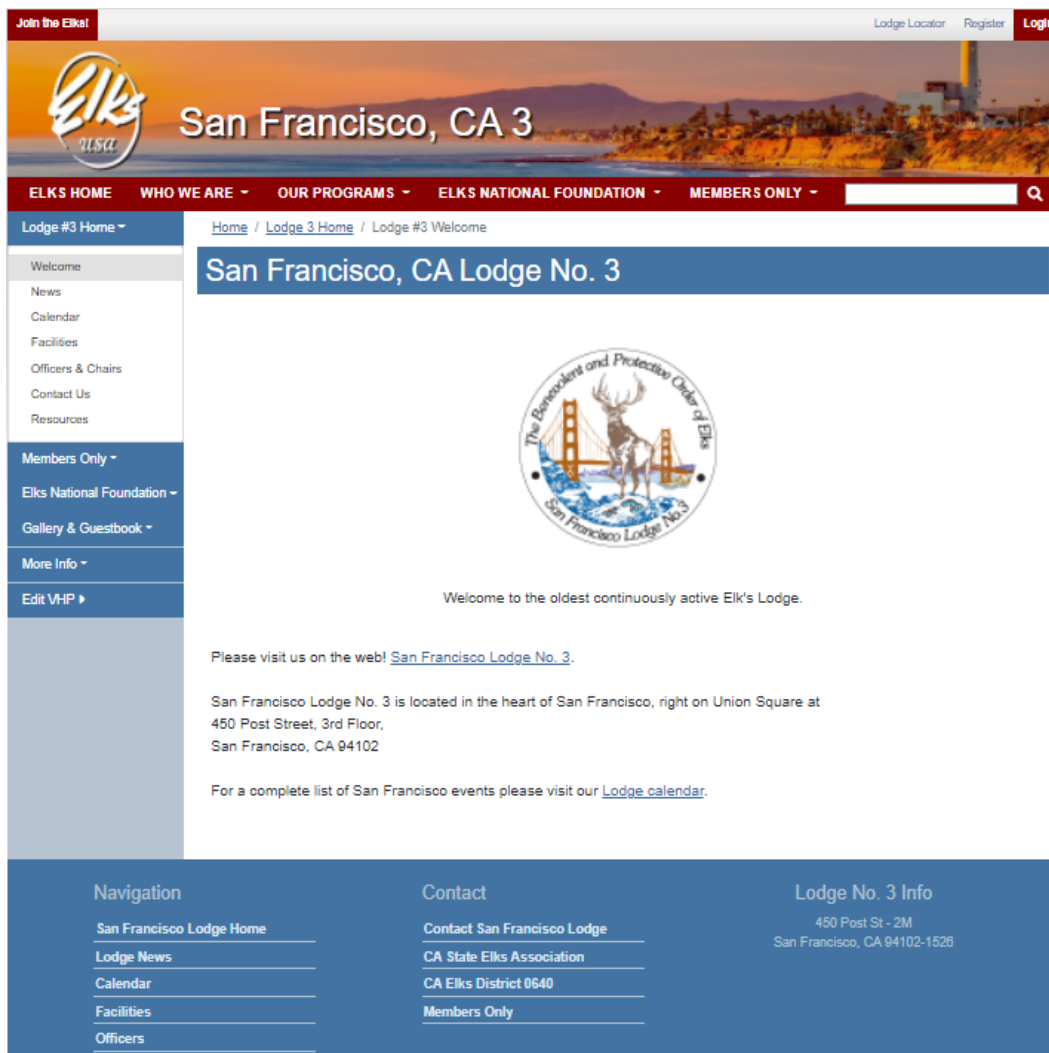 Join the Elks!
Lodge Locator Register Login
Elks
usa
San Francisco, CA 3
ELKS HOME WHO WE ARE OUR PROGRAMS ELKS NATIONAL FOUNDATION MEMBERS ONLY
Lodge #3 Home
Home / Lodge 3 Home / Lodge #3 Welcome
Welcome
News
Calendar
Facilities
Officers & Chairs
Contact Us
Resources
Members Only
Elks National Foundation
Gallery & Guestbook
More Info
Edit VHP
San Francisco, CA Lodge No. 3
The Benevolent and Protective Order of Elks
San Francisco Lodge No.3
Welcome to the oldest continuously active Elk's Lodge.
Please visit us on the web! San Francisco Lodge No. 3.
San Francisco Lodge No. 3 is located in the heart of San Francisco, right on Union Square at
450 Post Street, 3rd Floor,
San Francisco, CA 94102
For a complete list of San Francisco events please visit our Lodge calendar.
Navigation
San Francisco Lodge Home
Lodge News
Calendar
Facilities
Officers
Contact
Contact San Francisco Lodge
CA State Elks Association
CA Elks District 0640
Members Only
Lodge No. 3 Info
450 Post St - 2M
San Francisco, CA 94102-1526